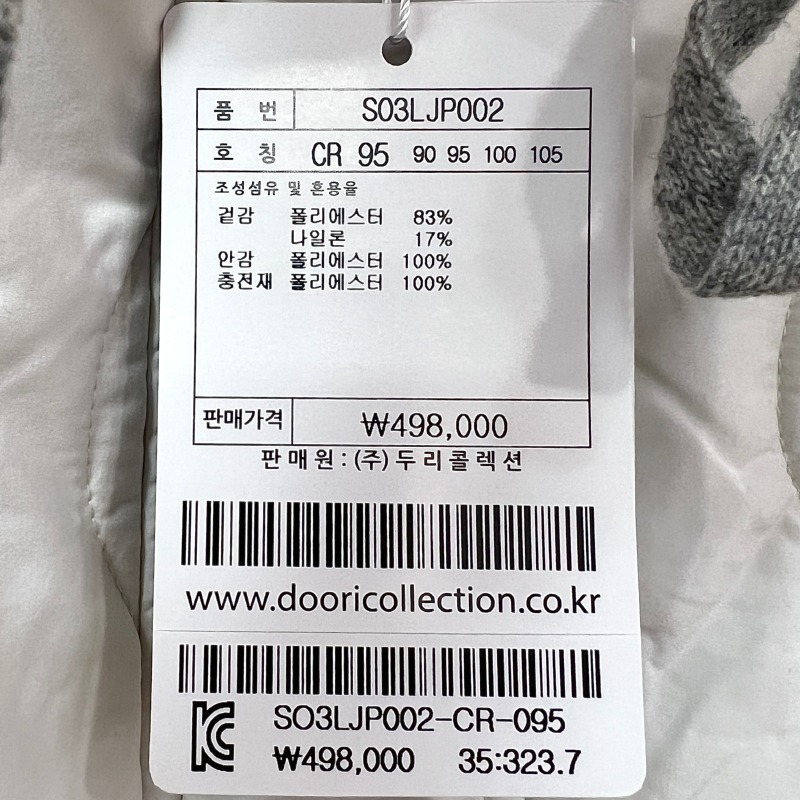 품 번 S03LJP002
호 칭 CR 95 90 95 100 105
조성섬유 및 혼용율
겉감 폴리에스터 83%
나일론 17%
안감 폴리에스터 100%
충전재 폴리에스터 100%
판매가격 ₩498,000
판매원:(주)두리콜렉션
www.dooricollection.co.kr
SO3LJP002-CR-095
₩498,000 35:323.7